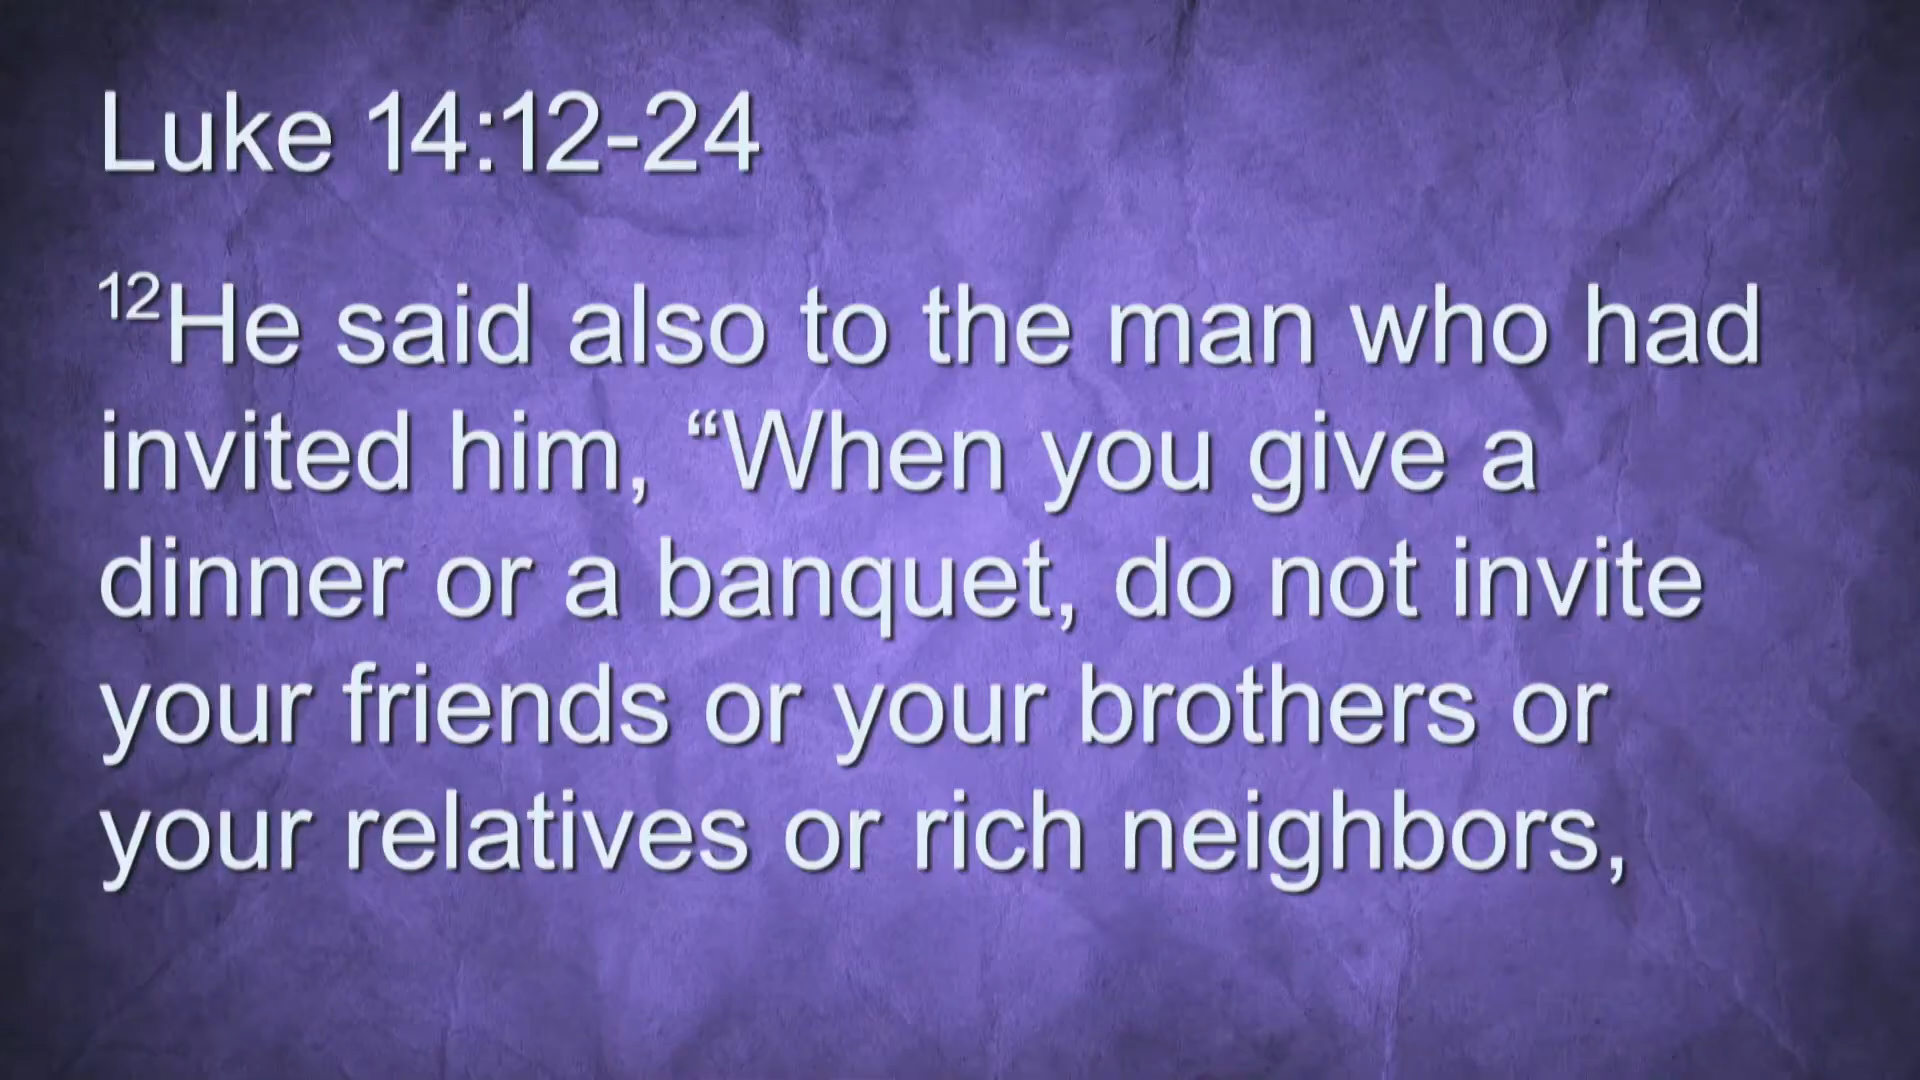 Luke 14:12-24
12He said also to the man who had
invited him, “When you give a
dinner or a banquet, do not invite
your friends or your brothers or
your relatives or rich neighbors,